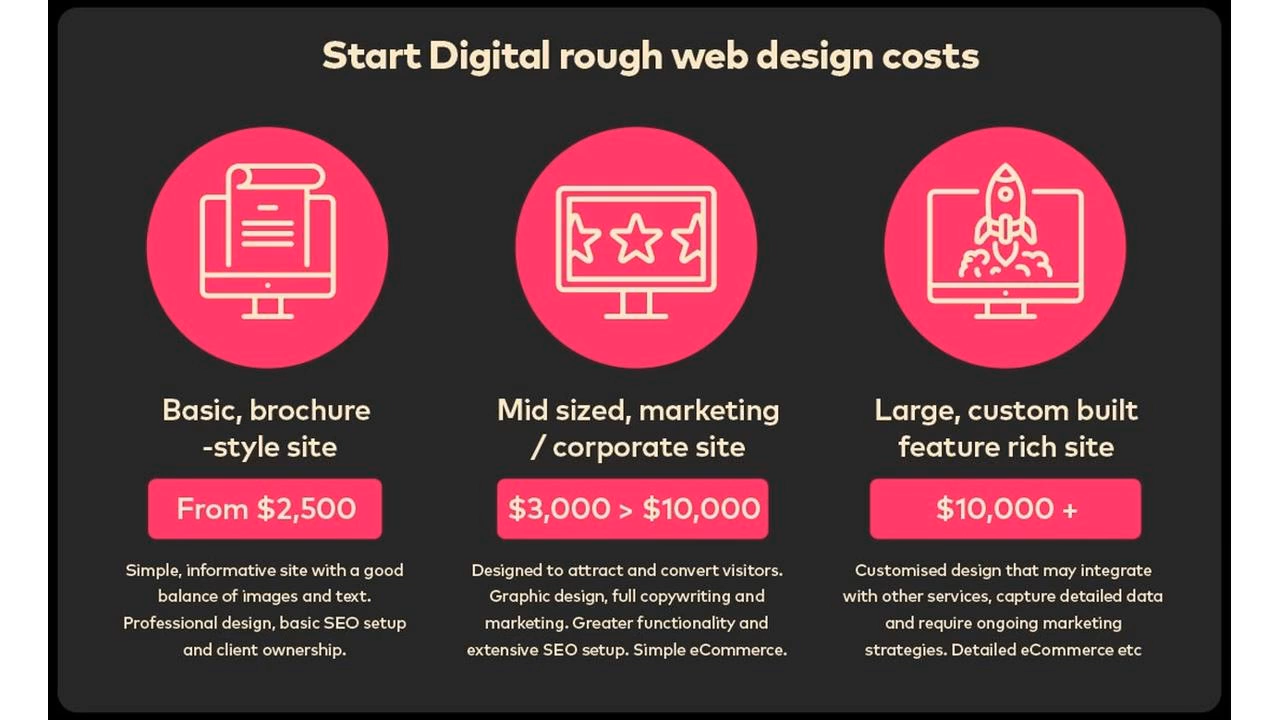 Start Digital rough web design costs
Basic, brochure
-style site
From $2,500
Simple, informative site with a good
balance of images and text.
Professional design, basic SEO setup
and client ownership.
Mid sized, marketing
/ corporate site
$3,000 > $10,000
Designed to attract and convert visitors.
Graphic design, full copywriting and
marketing. Greater functionality and
extensive SEO setup. Simple eCommerce.
Large, custom built
feature rich site
$10,000 +
Customised design that may integrate
with other services, capture detailed data
and require ongoing marketing
strategies. Detailed eCommerce etc